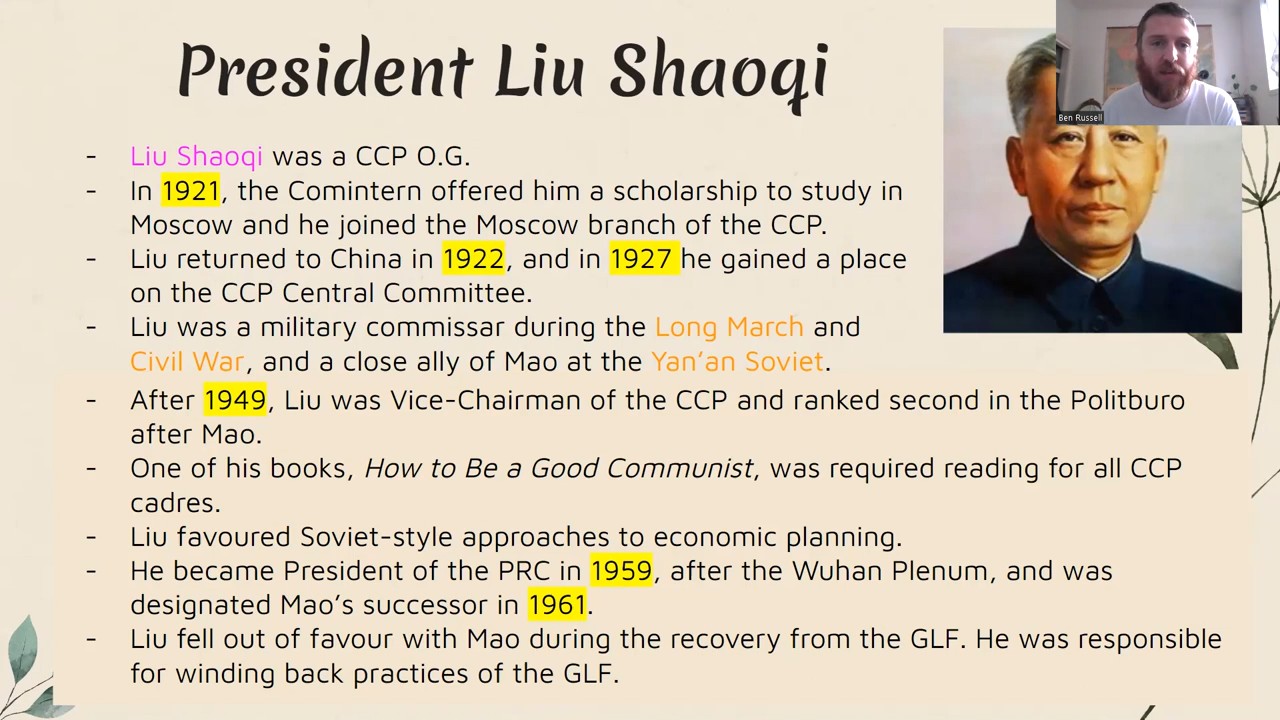 President Liu Shaoqi
Ben Russell
- Liu Shaoqi was a CCP O.G.
- In 1921, the Comintern offered him a scholarship to study in
Moscow and he joined the Moscow branch of the CCP.
- Liu returned to China in 1922, and in 1927 he gained a place
on the CCP Central Committee.
- Liu was a military commissar during the Long March and
Civil War, and a close ally of Mao at the Yan’an Soviet.
- After 1949, Liu was Vice-Chairman of the CCP and ranked second in the Politburo
after Mao.
- One of his books, How to Be a Good Communist, was required reading for all CCP
cadres.
- Liu favoured Soviet-style approaches to economic planning.
- He became President of the PRC in 1959, after the Wuhan Plenum, and was
designated Mao’s successor in 1961.
- Liu fell out of favour with Mao during the recovery from the GLF. He was responsible
for winding back practices of the GLF.